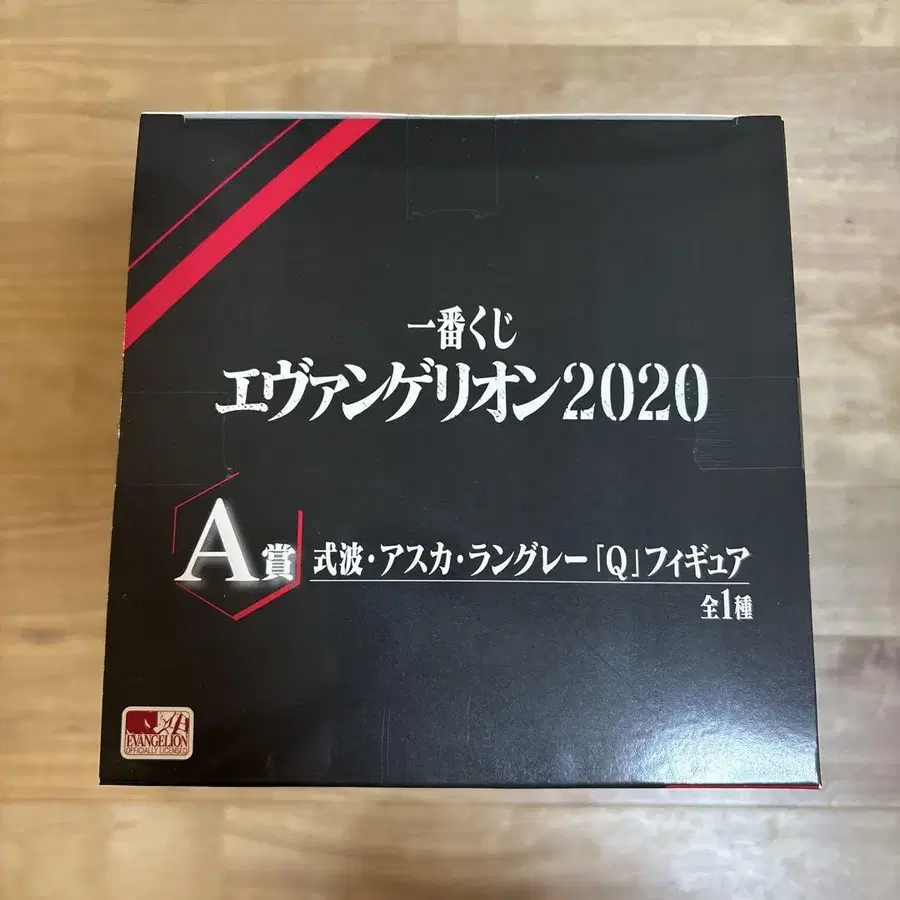 一番くじ
エヴァンゲリオン2020
A賞 式波・アスカ・ラングレー「Q」フィギュア
全1種
EVANGELION
OFFICIALLY LICENSED